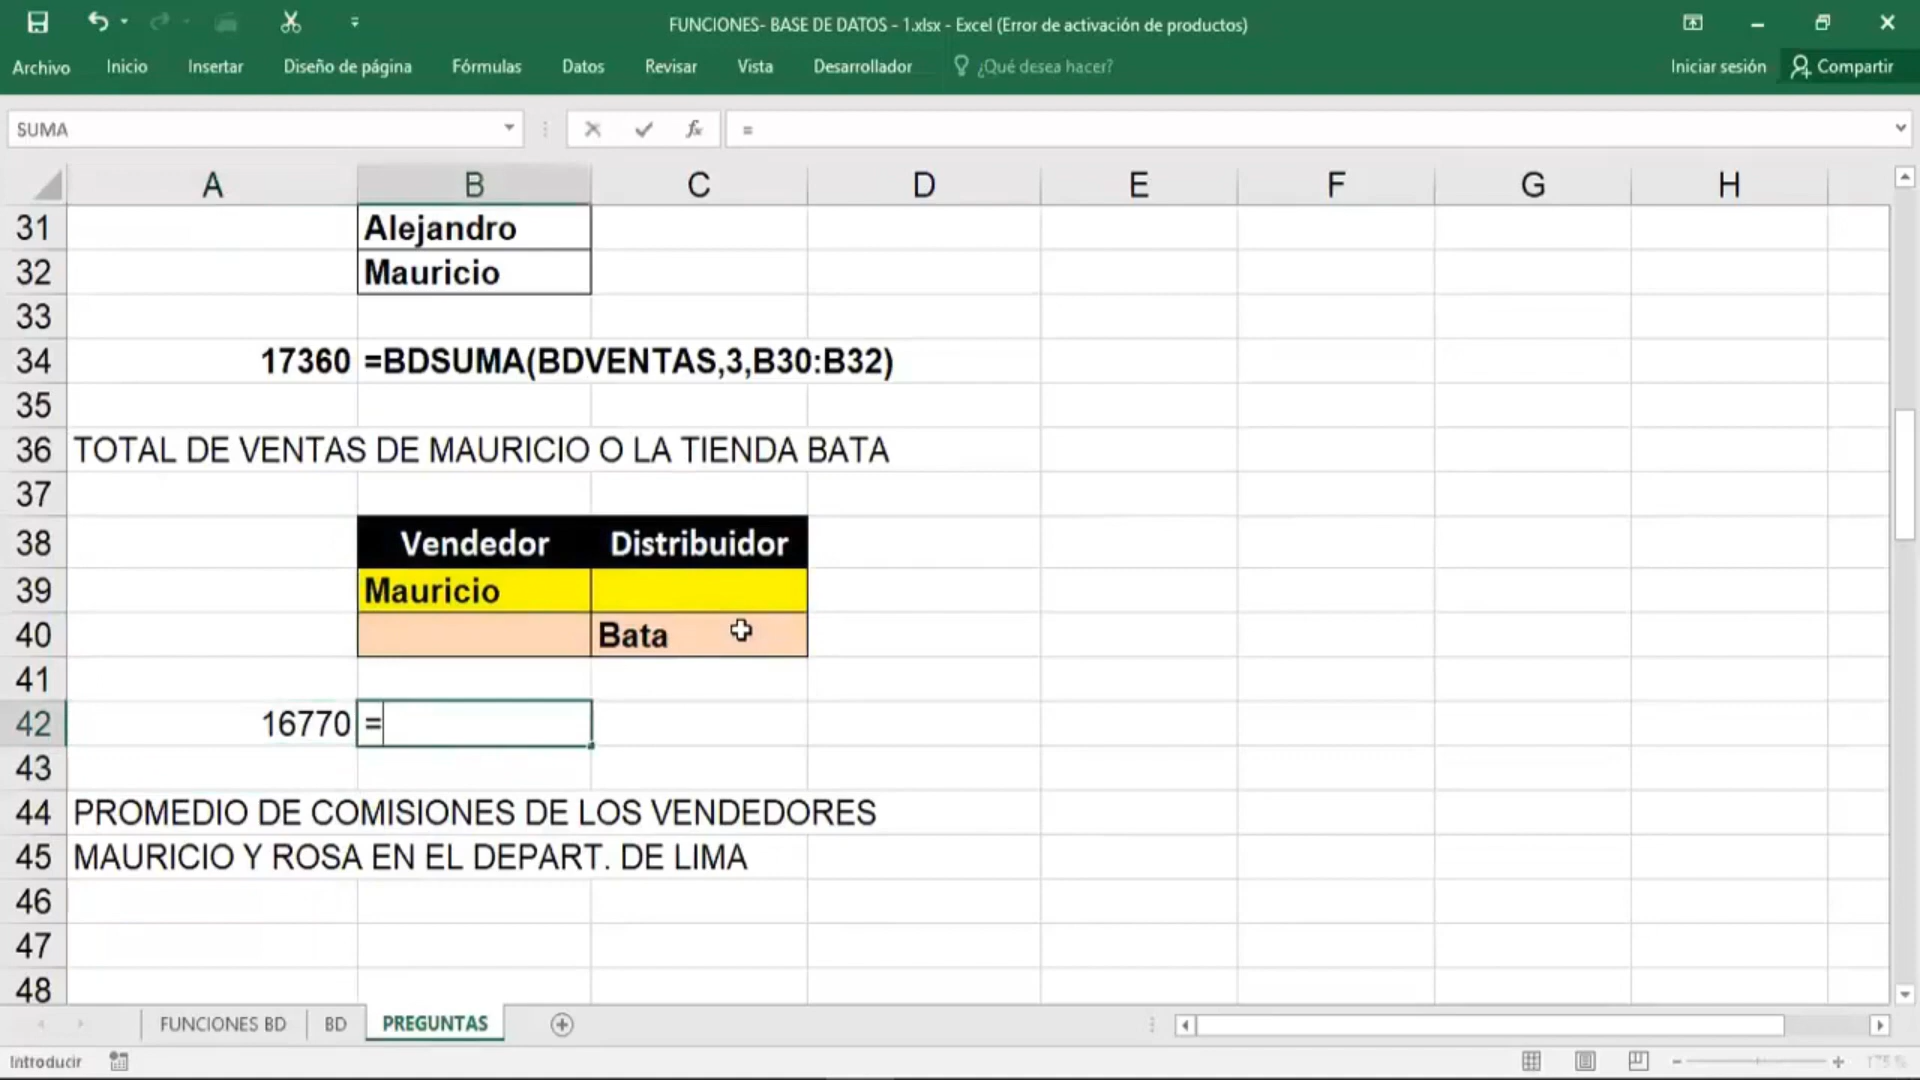 FUNCIONES- BASE DE DATOS - 1.xlsx - Excel (Error de activación de productos)
Archivo Inicio Insertar Diseño de página Fórmulas Datos Revisar Vista Desarrollador ¿Qué desea hacer? Iniciar sesión Compartir
SUMA fx =
A B C D E F G H
31 Alejandro
32 Mauricio
33
34 17360 =BDSUMA(BDVENTAS,3,B30:B32)
35
36 TOTAL DE VENTAS DE MAURICIO O LA TIENDA BATA
37
38 Vendedor Distribuidor
39 Mauricio
40 Bata
41
42 16770 =
43
44 PROMEDIO DE COMISIONES DE LOS VENDEDORES
45 MAURICIO Y ROSA EN EL DEPART. DE LIMA
46
47
48
FUNCIONES BD BD PREGUNTAS
Introducir 175 %